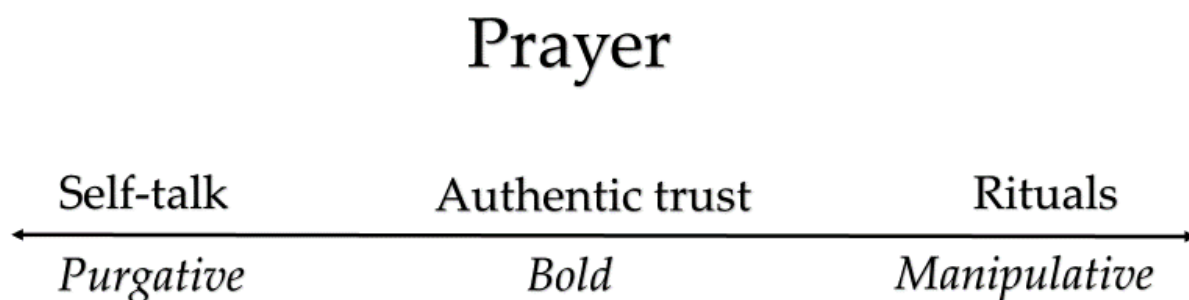 Prayer
Self-talk Authentic trust Rituals
Purgative Bold Manipulative